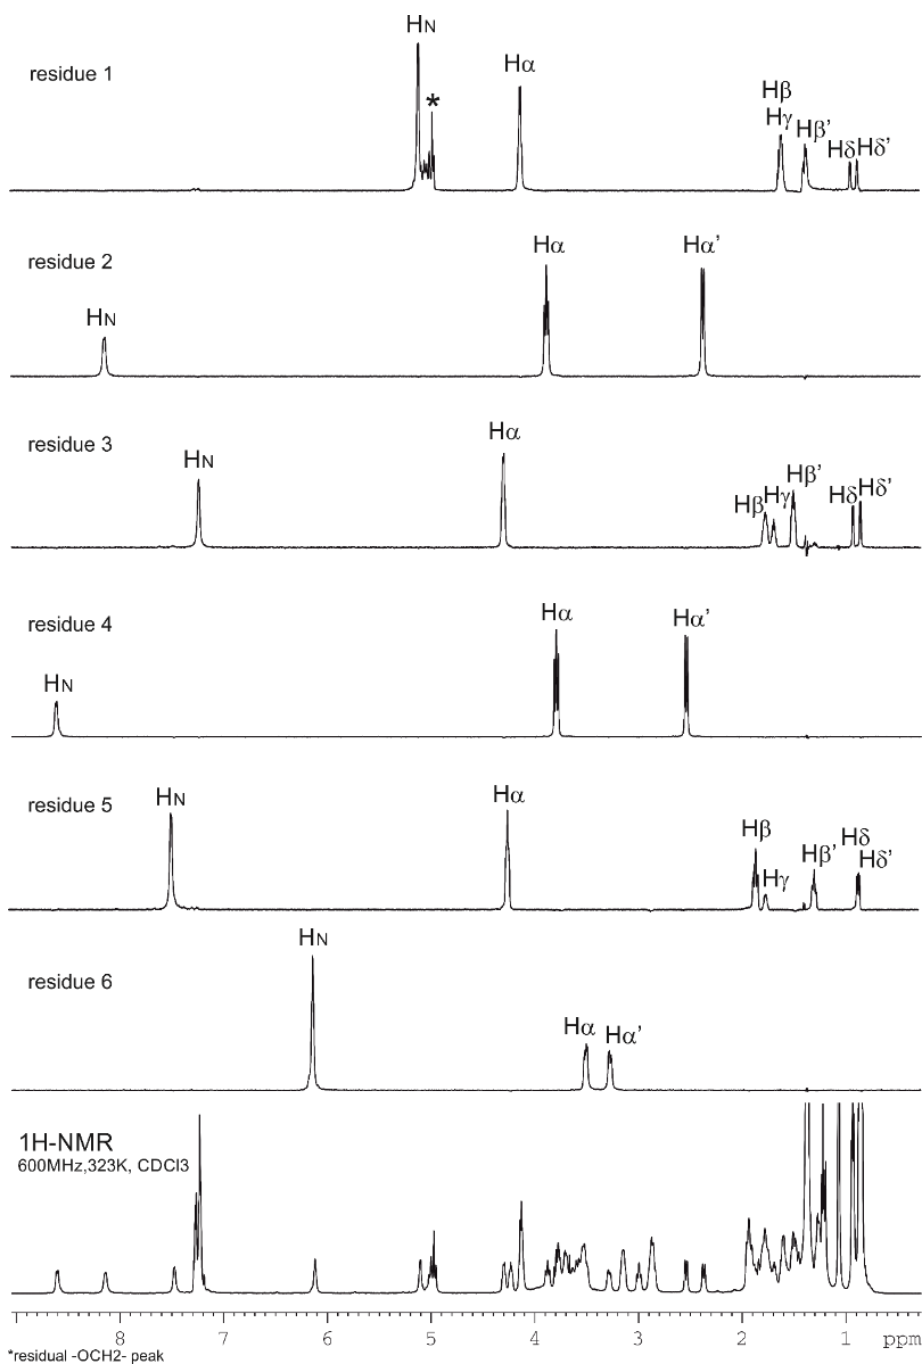 residue 1
HN
*
Hα
Hβ
Hγ
Hβ'
Hδ
Hδ'
residue 2
HN
Hα
Hα'
residue 3
HN
Hα
Hβ
Hγ
Hβ'
Hδ
Hδ'
residue 4
HN
Hα
Hα'
residue 5
HN
Hα
Hβ
Hγ
Hβ'
Hδ
Hδ'
residue 6
HN
Hα
Hα'
1H-NMR
600MHz,323K, CDCl3
8 7 6 5 4 3 2 1 ppm
*residual -OCH2- peak